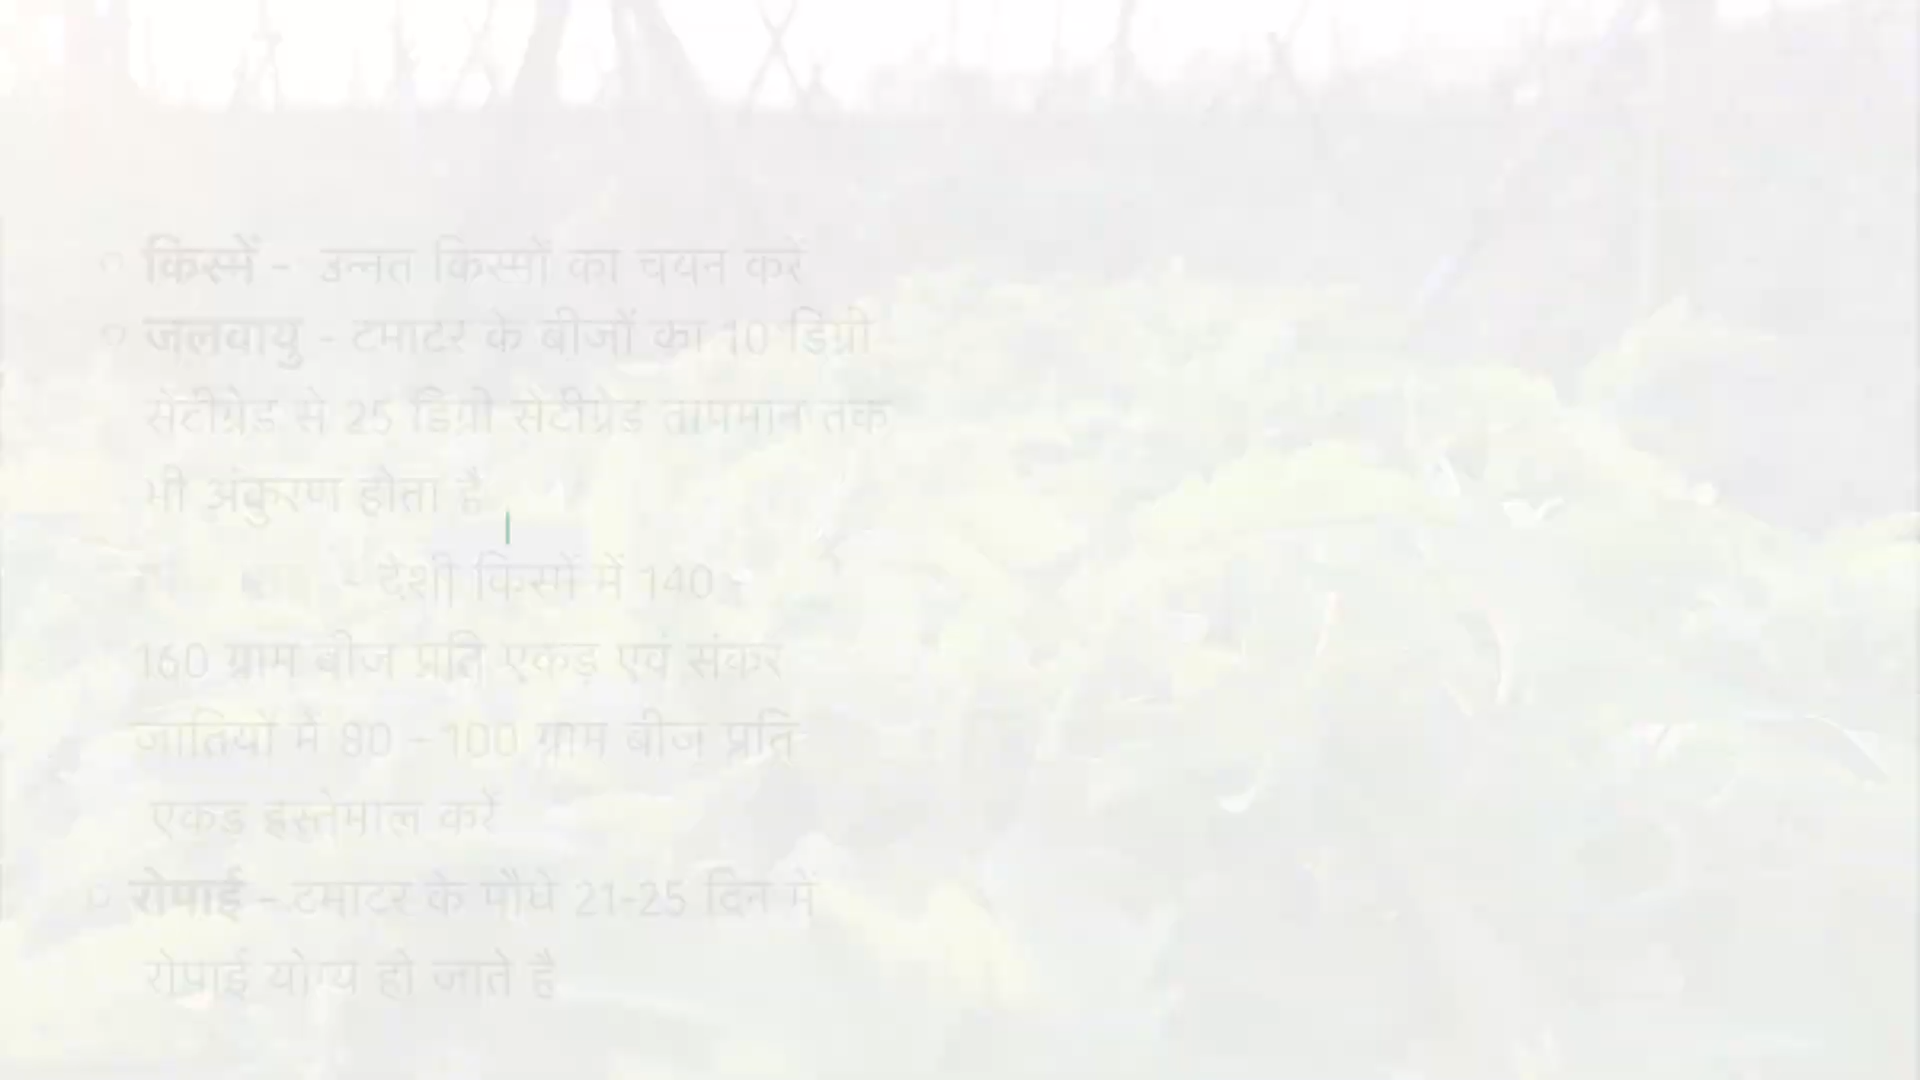 किस्में - उन्नत किस्मों का चयन करें
जलवायु - टमाटर के बीजों का 10 डिग्री
सेंटीग्रेड से 25 डिग्री सेंटीग्रेड तापमान तक
भी अंकुरण होता है
- देशी किस्मों में 140 -
160 ग्राम बीज प्रति एकड़ एवं संकर
जातियों में 80 - 100 ग्राम बीज प्रति
एकड इस्तेमाल करें
रोपाई - टमाटर के पौधे 21-25 दिन में
रोपाई योग्य हो जाते है